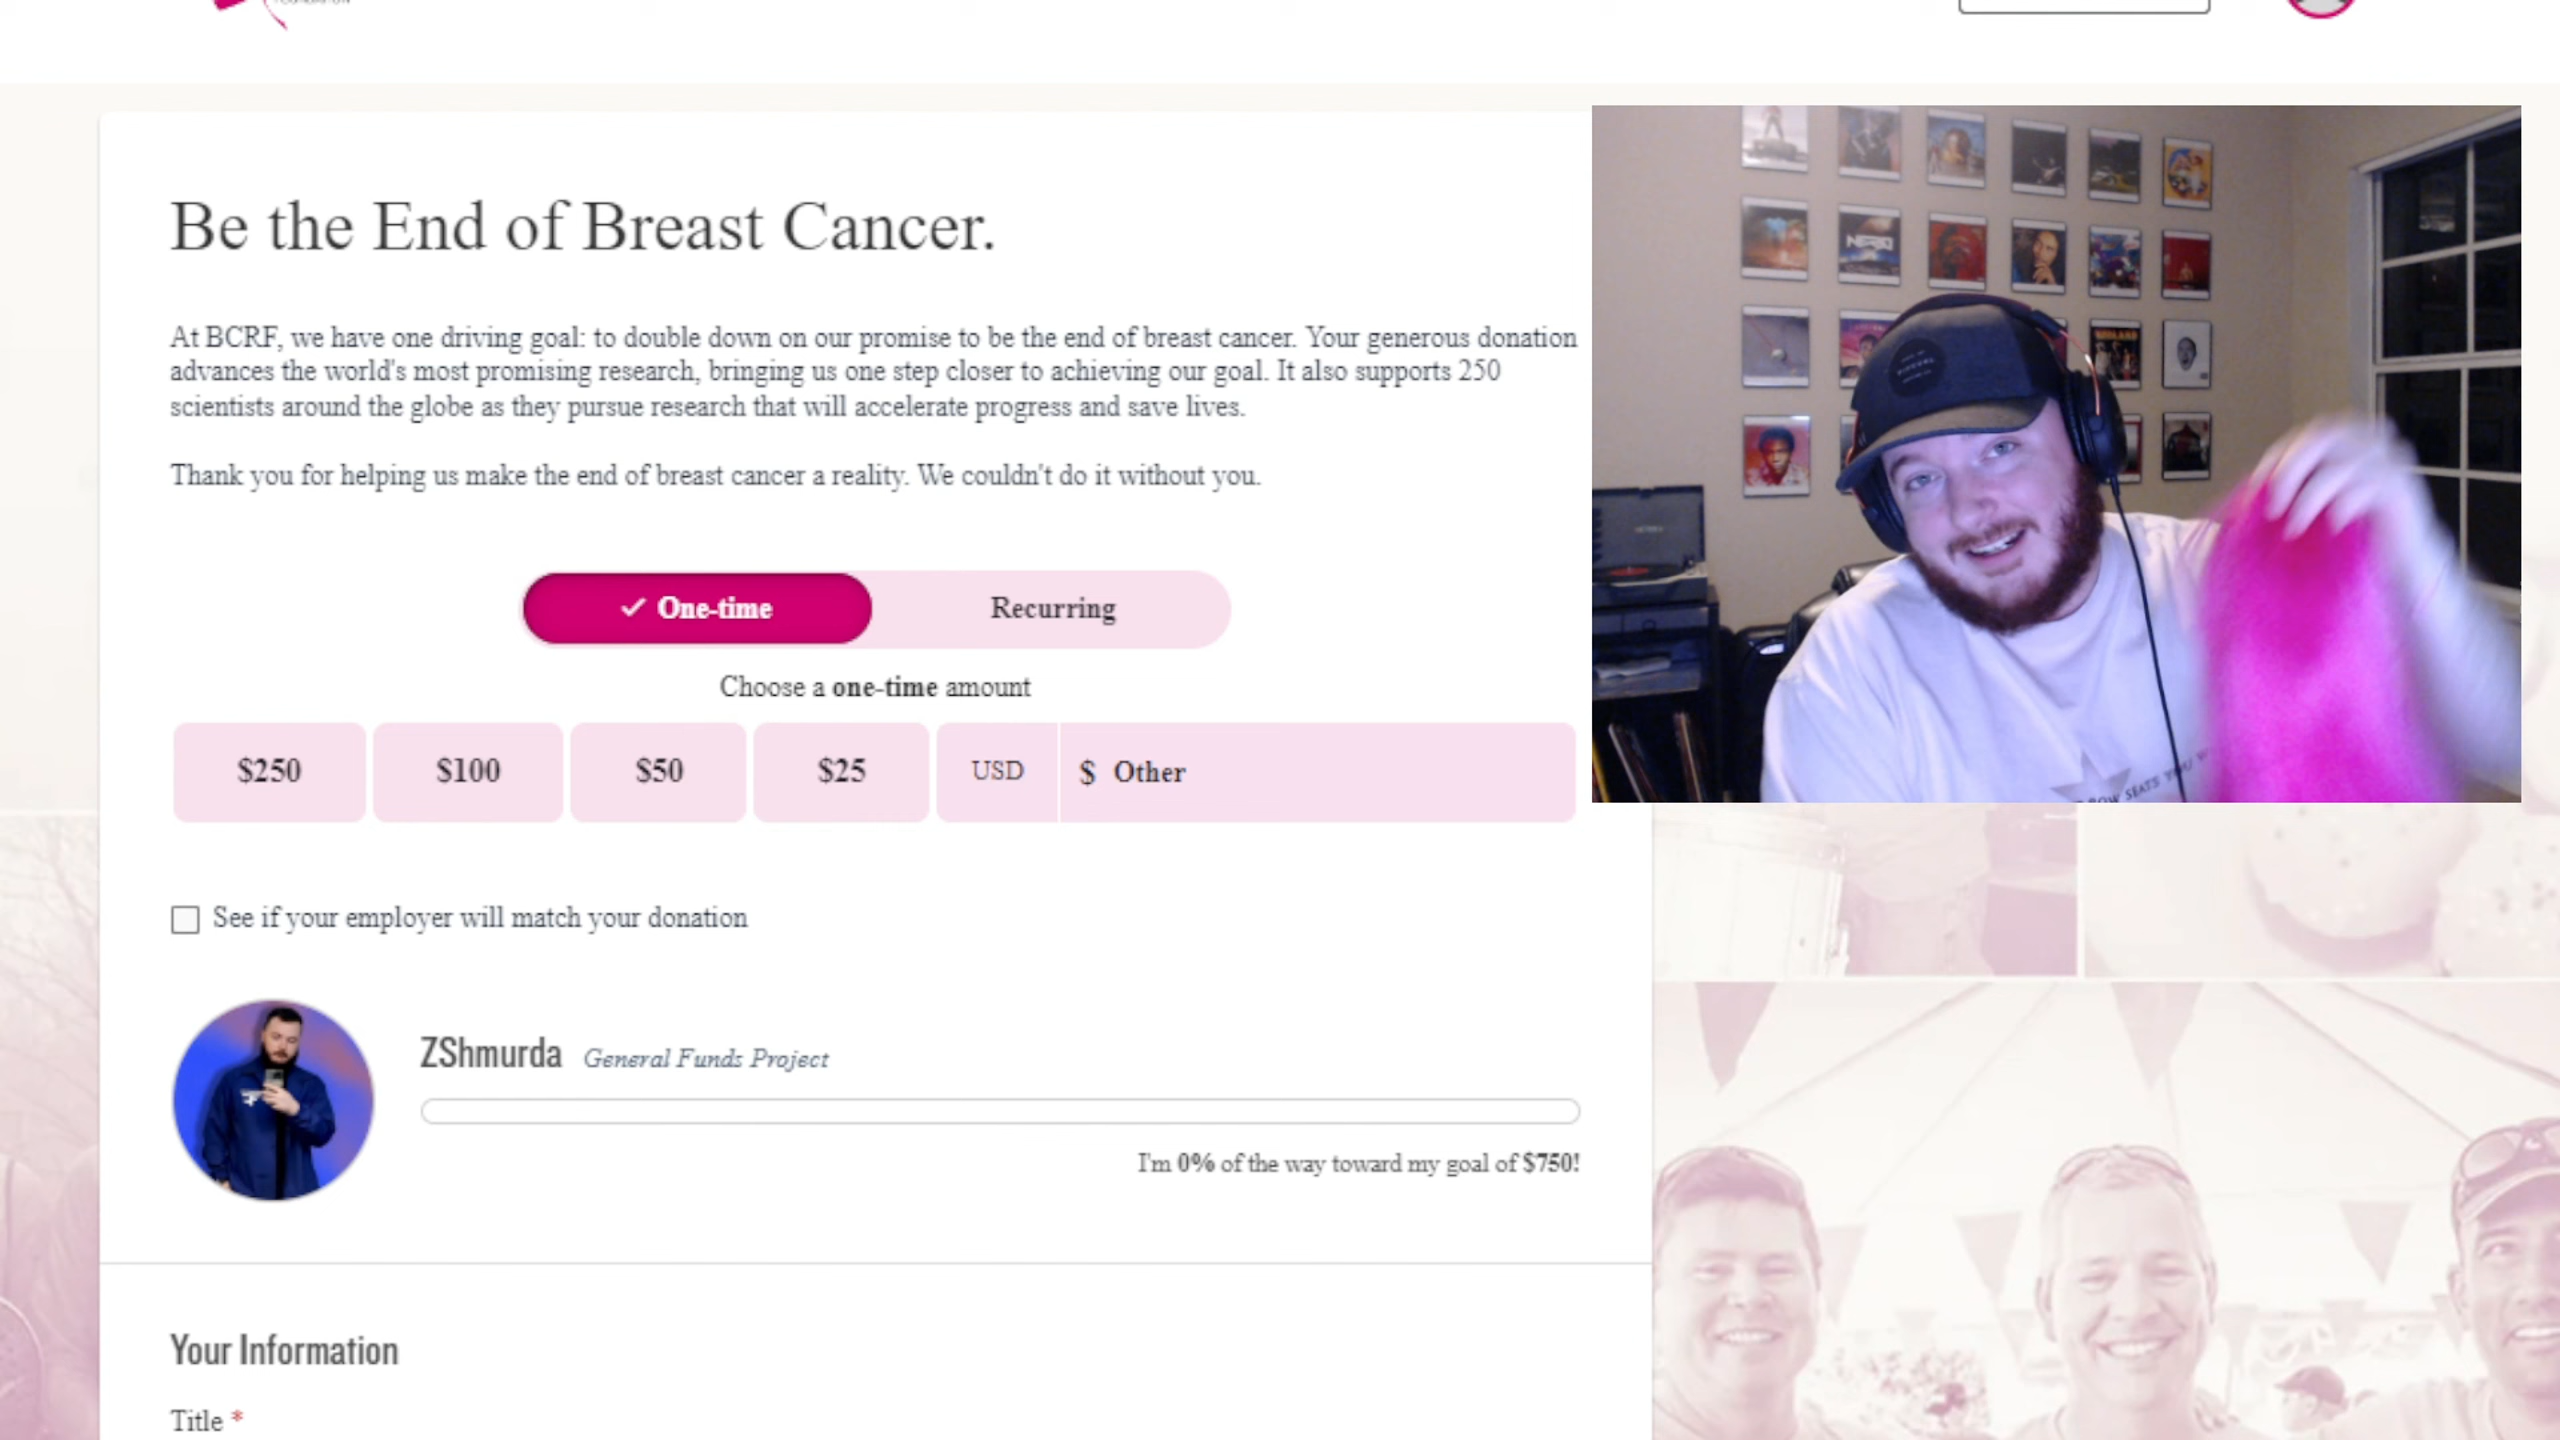 Be the End of Breast Cancer.
At BCRF, we have one driving goal: to double down on our promise to be the end of breast cancer. Your generous donation
advances the world's most promising research, bringing us one step closer to achieving our goal. It also supports 250
scientists around the globe as they pursue research that will accelerate progress and save lives.
Thank you for helping us make the end of breast cancer a reality. We couldn't do it without you.
One-time
Recurring
Choose a one-time amount
$250
$100
$50
$25
USD
$ Other
See if your employer will match your donation
ZShmurda General Funds Project
I'm 0% of the way toward my goal of $750!
Your Information
Title *
SEATS YOU